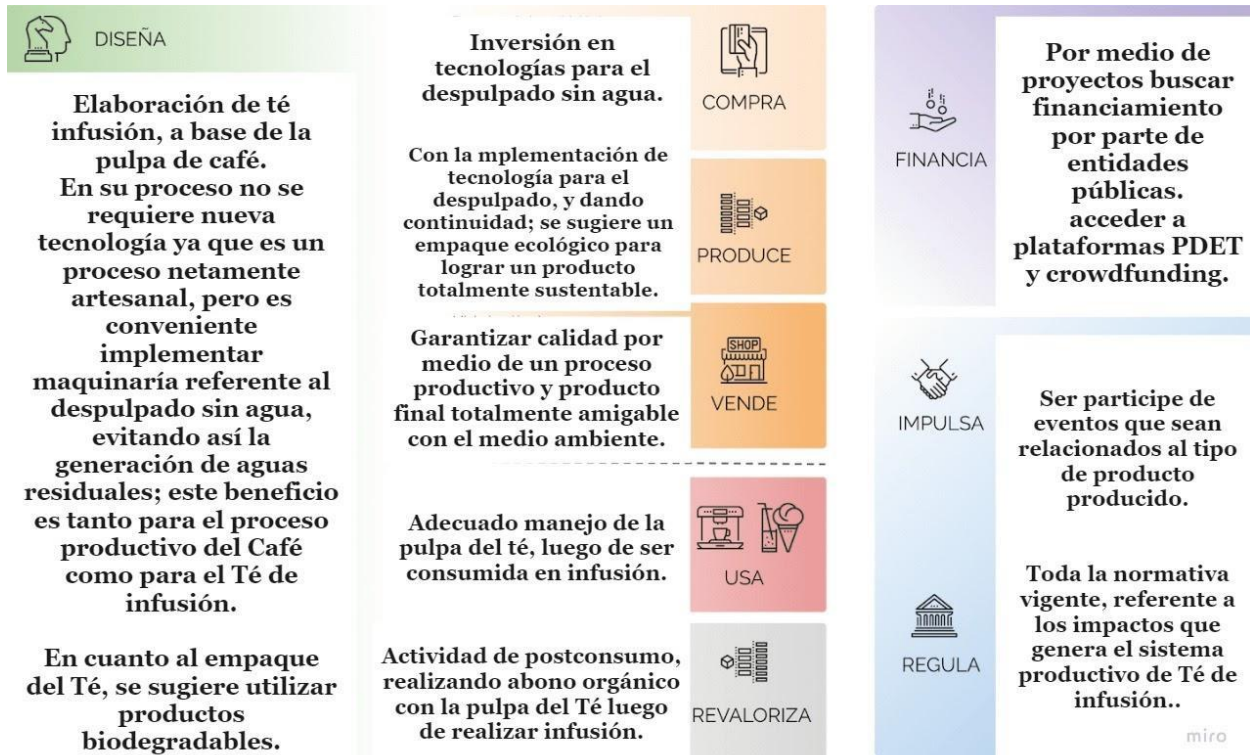 DISEÑA
Elaboración de té
infusión, a base de la
pulpa de café.
En su proceso no se
requiere nueva
tecnología ya que es un
proceso netamente
artesanal, pero es
conveniente
implementar
maquinaría referente al
despulpado sin agua,
evitando así la
generación de aguas
residuales; este beneficio
es tanto para el proceso
productivo del Café
como para el Té de
infusión.
En cuanto al empaque
del Té, se sugiere utilizar
productos
biodegradables.
Inversión en
tecnologías para el
despulpado sin agua.
COMPRA
Con la mplementación de
tecnología para el
despulpado, y dando
continuidad; se sugiere un
empaque ecológico para
lograr un producto
totalmente sustentable.
PRODUCE
Garantizar calidad por
medio de un proceso
productivo y producto
final totalmente amigable
con el medio ambiente.
SHOP
VENDE
Adecuado manejo de la
pulpa del té, luego de ser
consumida en infusión.
USA
Actividad de postconsumo,
realizando abono orgánico
con la pulpa del Té luego
de realizar infusión.
REVALORIZA
FINANCIA
Por medio de
proyectos buscar
financiamiento
por parte de
entidades
públicas.
acceder a
plataformas PDET
y crowdfunding.
IMPULSA
Ser participe de
eventos que sean
relacionados al tipo
de producto
producido.
REGULA
Toda la normativa
vigente, referente a
los impactos que
genera el sistema
productivo de Té de
infusión..
miro